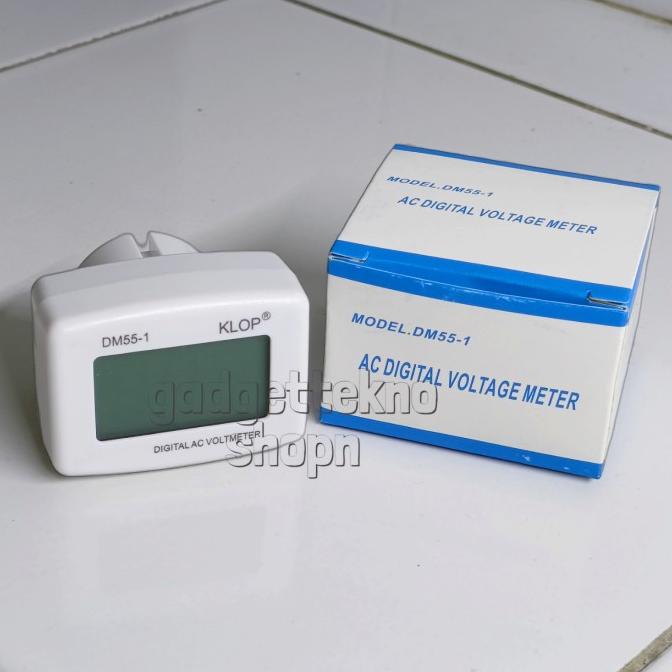 MODEL.DM55-1
AC DIGITAL VOLTAGE METER
DM55-1
KLOP®
DIGITAL AC VOLTMETER
MODEL.DM55-1
AC DIGITAL VOLTAGE METER
gadgettekno
Shopn